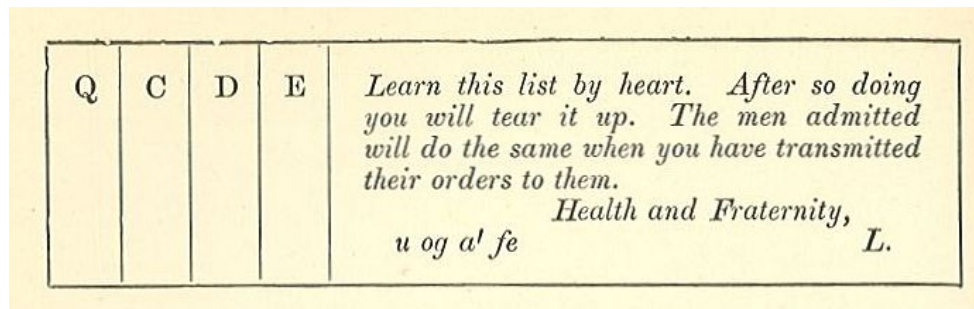 Q C D E
Learn this list by heart. After so doing
you will tear it up. The men admitted
will do the same when you have transmitted
their orders to them.
Health and Fraternity,
u og a' fe L.